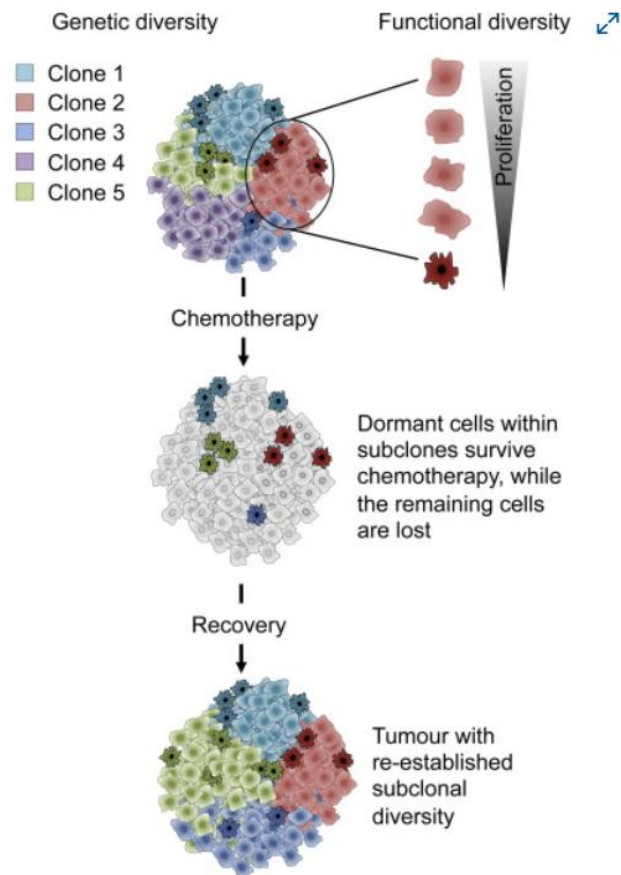 Genetic diversity
Functional diversity
Clone 1
Clone 2
Clone 3
Clone 4
Clone 5
Proliferation
Chemotherapy
Dormant cells within
subclones survive
chemotherapy, while
the remaining cells
are lost
Recovery
Tumour with
re-established
subclonal
diversity